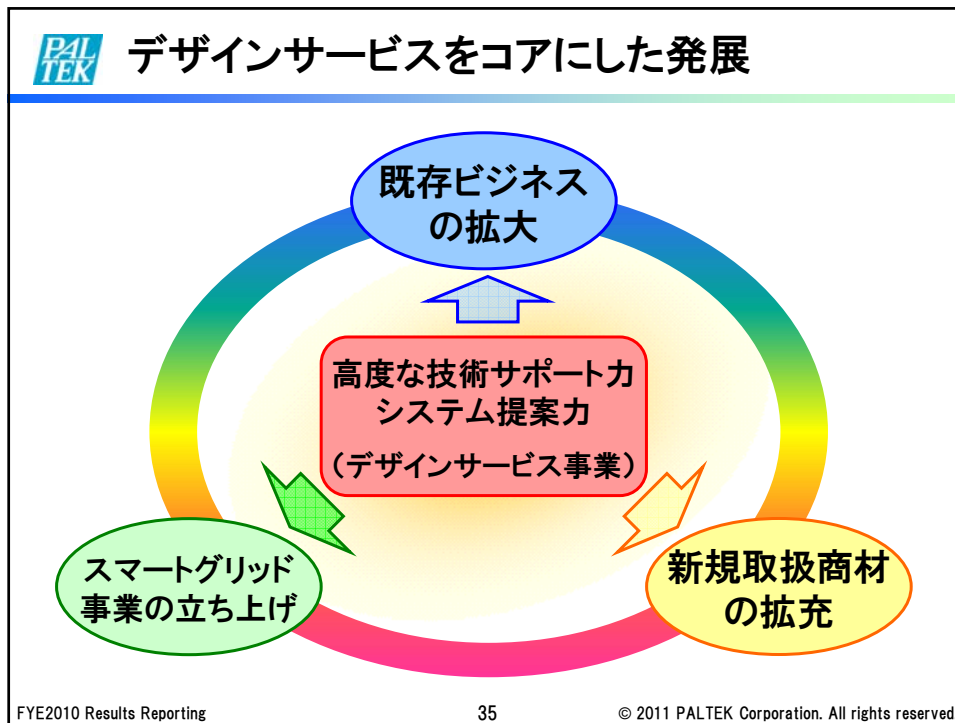 PAL
TEK
デザインサービスをコアにした発展
既存ビジネス
の拡大
高度な技術サポート力
システム提案力
（デザインサービス事業）
スマートグリッド
事業の立ち上げ
新規取扱商材
の拡充
FYE2010 Results Reporting
35
© 2011 PALTEK Corporation. All rights reserved